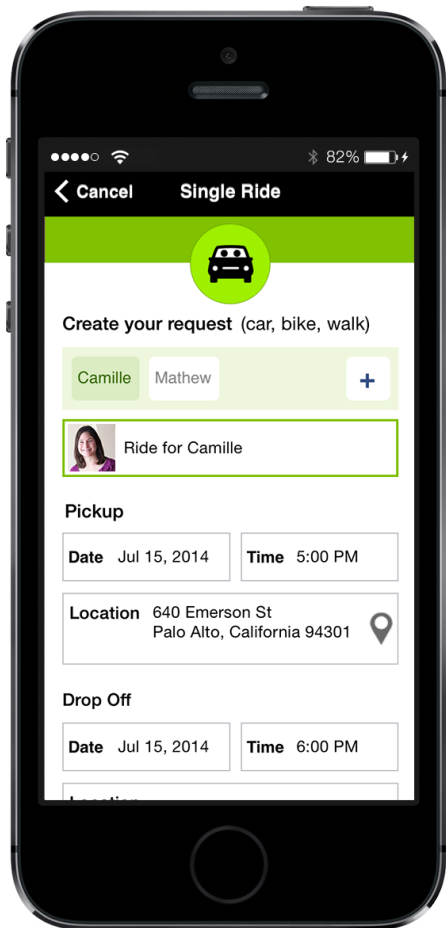 82%
Cancel Single Ride
Create your request (car, bike, walk)
Camille Mathew +
Ride for Camille
Pickup
Date Jul 15, 2014 Time 5:00 PM
Location 640 Emerson St
Palo Alto, California 94301
Drop Off
Date Jul 15, 2014 Time 6:00 PM
Location